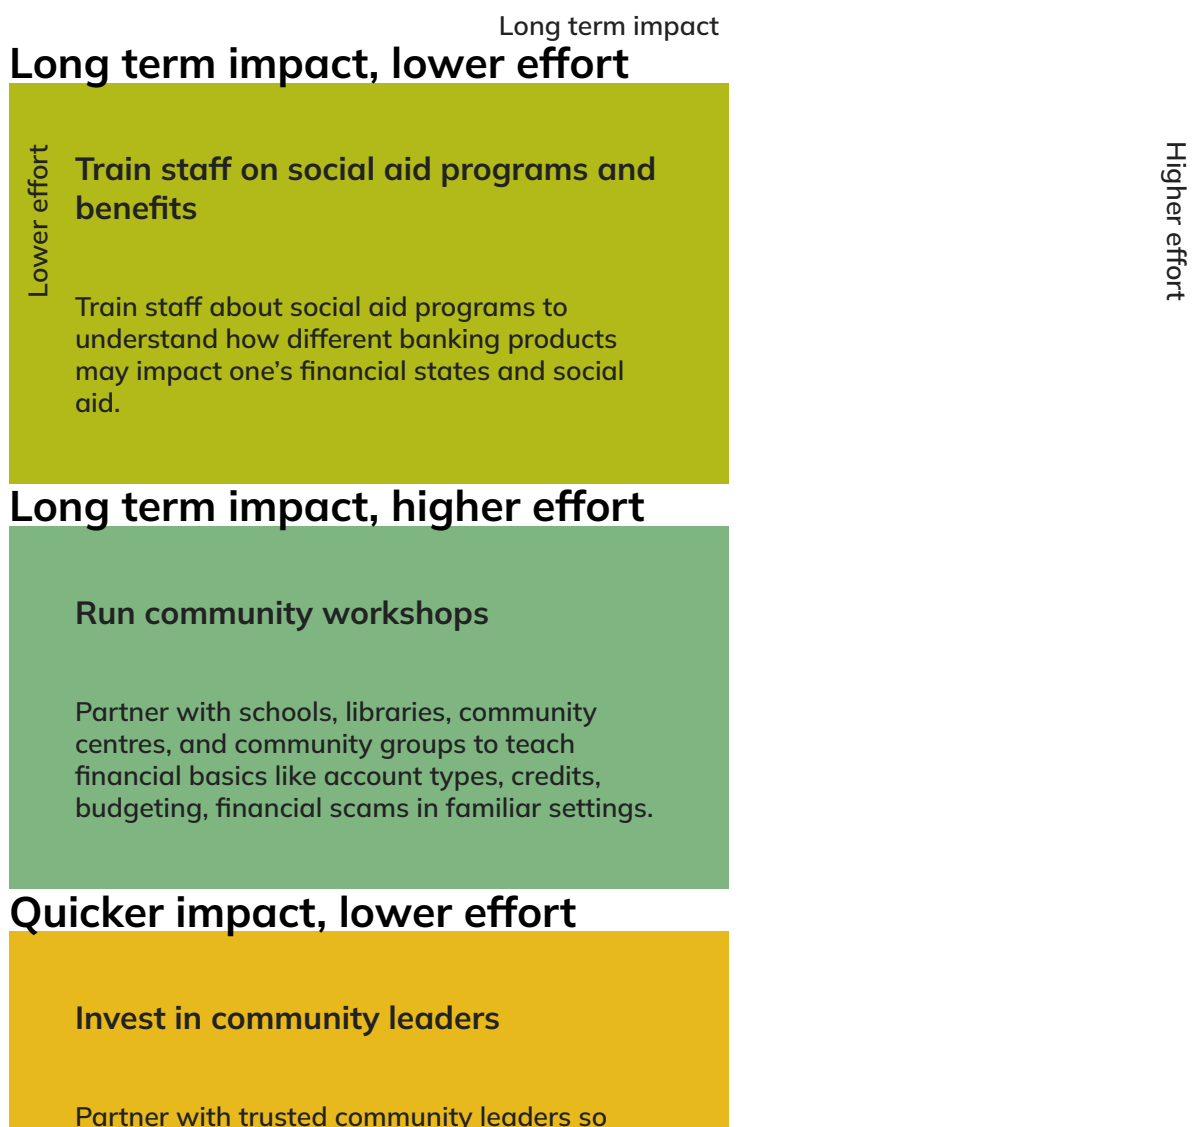 Long term impact
Long term impact, lower effort
Lower effort
Higher effort
Train staff on social aid programs and
benefits
Train staff about social aid programs to
understand how different banking products
may impact one’s financial states and social
aid.
Long term impact, higher effort
Run community workshops
Partner with schools, libraries, community
centres, and community groups to teach
financial basics like account types, credits,
budgeting, financial scams in familiar settings.
Quicker impact, lower effort
Invest in community leaders
Partner with trusted community leaders so